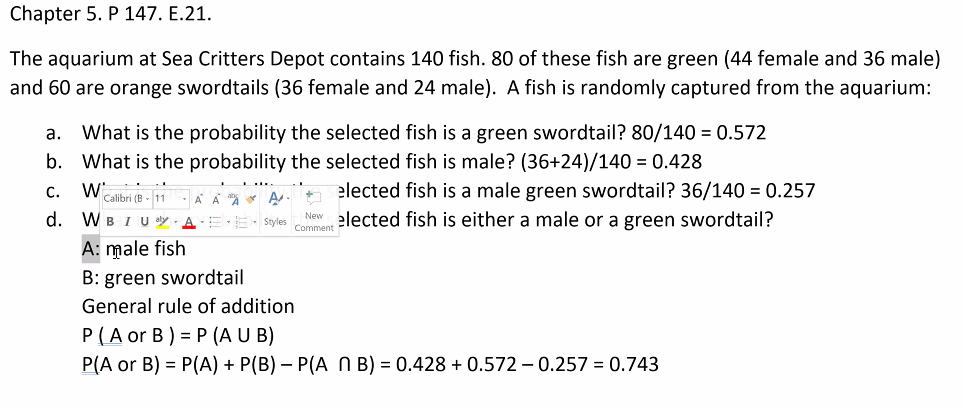 Chapter 5. P 147. E.21.
The aquarium at Sea Critters Depot contains 140 fish. 80 of these fish are green (44 female and 36 male)
and 60 are orange swordtails (36 female and 24 male). A fish is randomly captured from the aquarium:
a. What is the probability the selected fish is a green swordtail? 80/140 = 0.572
b. What is the probability the selected fish is male? (36+24)/140 = 0.428
c. elected fish is a male green swordtail? 36/140 = 0.257
Calibri (B 11 A A abc A A New
d. elected fish is either a male or a green swordtail?
B I U aby A Styles Comment
A: male fish
B: green swordtail
General rule of addition
P ( A or B ) = P (A U B)
P(A or B) = P(A) + P(B) – P(A ∩ B) = 0.428 + 0.572 – 0.257 = 0.743